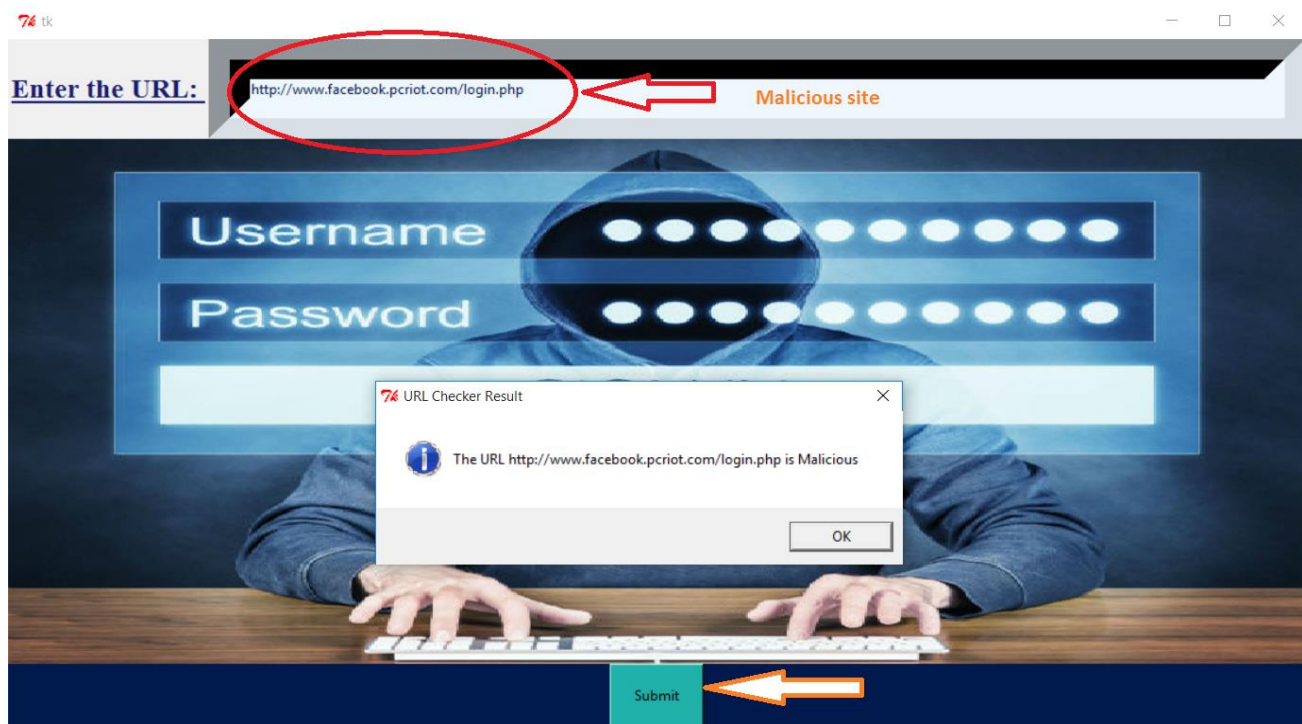 tk
Enter the URL:
http://www.facebook.pcriot.com/login.php
Malicious site
Username
Password
URL Checker Result
The URL http://www.facebook.pcriot.com/login.php is Malicious
OK
Submit